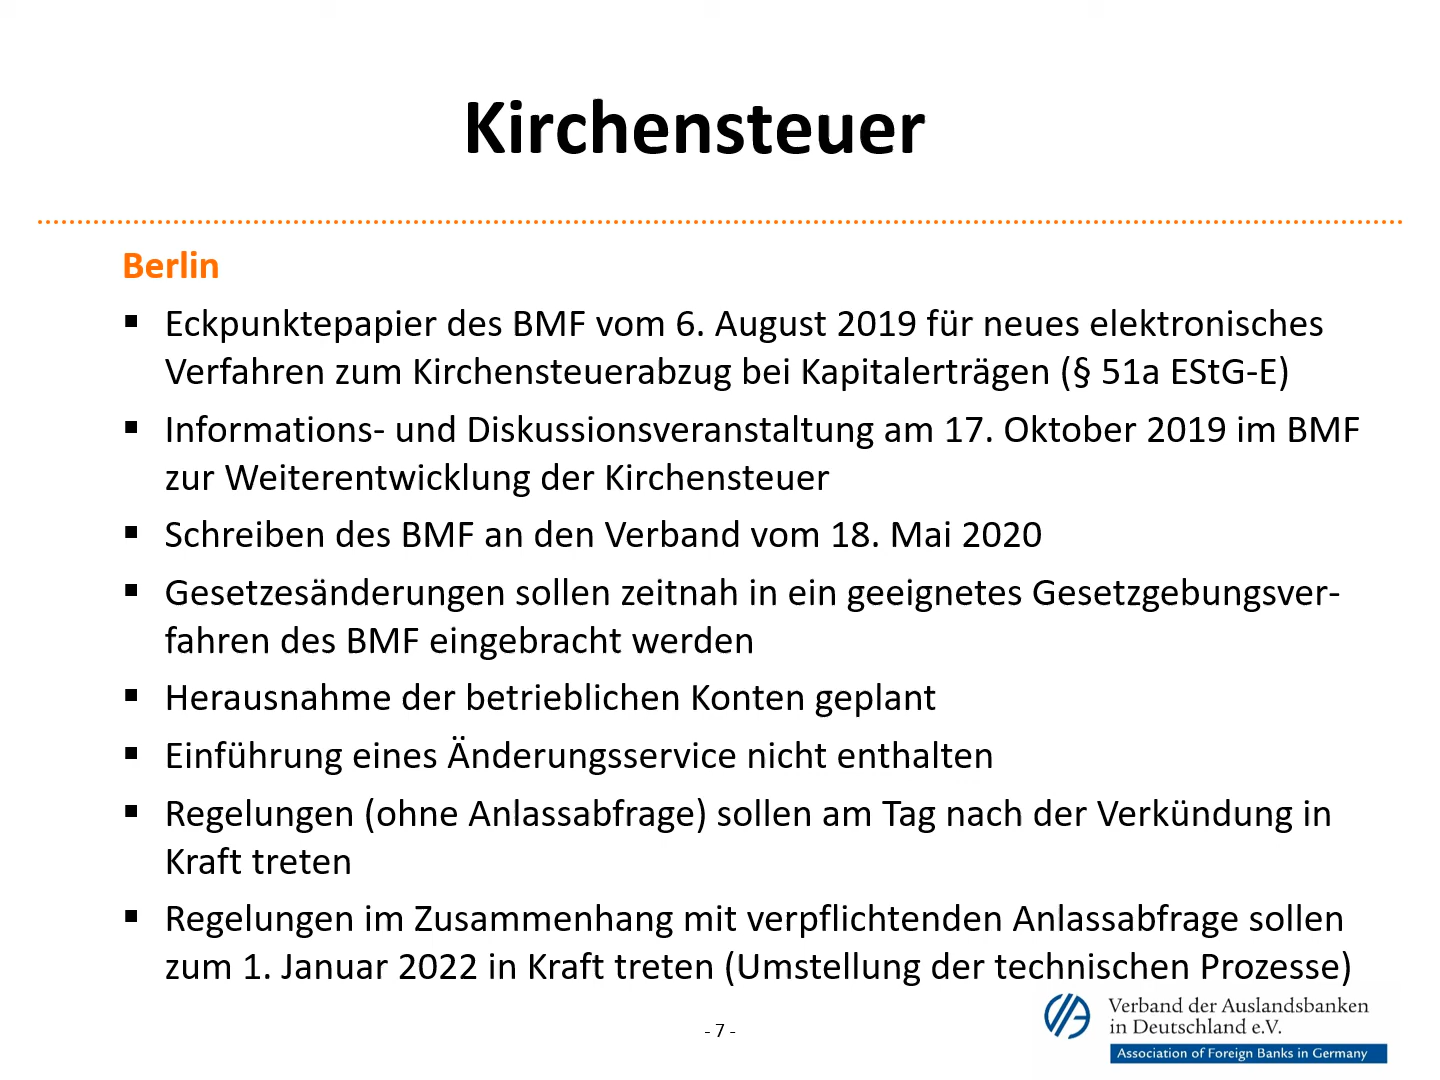 Kirchensteuer
Berlin
▪ Eckpunktepapier des BMF vom 6. August 2019 für neues elektronisches
Verfahren zum Kirchensteuerabzug bei Kapitalerträgen (§ 51a EStG-E)
▪ Informations- und Diskussionsveranstaltung am 17. Oktober 2019 im BMF
zur Weiterentwicklung der Kirchensteuer
▪ Schreiben des BMF an den Verband vom 18. Mai 2020
▪ Gesetzesänderungen sollen zeitnah in ein geeignetes Gesetzgebungsver-
fahren des BMF eingebracht werden
▪ Herausnahme der betrieblichen Konten geplant
▪ Einführung eines Änderungsservice nicht enthalten
▪ Regelungen (ohne Anlassabfrage) sollen am Tag nach der Verkündung in
Kraft treten
▪ Regelungen im Zusammenhang mit verpflichtenden Anlassabfrage sollen
zum 1. Januar 2022 in Kraft treten (Umstellung der technischen Prozesse)
- 7 -
Verband der Auslandsbanken
in Deutschland e.V.
Association of Foreign Banks in Germany